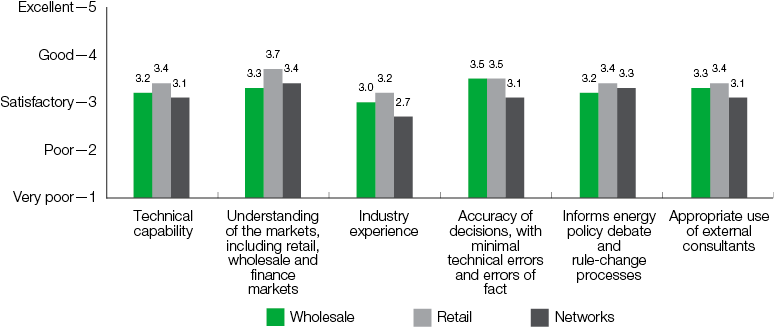 Excellent—5
Good—4
Satisfactory—3
Poor—2
Very poor—1
3.2
3.4
3.1
3.3
3.7
3.4
3.0
3.2
2.7
3.5
3.5
3.1
3.2
3.4
3.3
3.3
3.4
3.1
Technical
capability
Understanding
of the markets,
including retail,
wholesale and
finance
markets
Industry
experience
Accuracy of
decisions, with
minimal
technical errors
and errors of
fact
Informs energy
policy debate
and
rule-change
processes
Appropriate use
of external
consultants
Wholesale
Retail
Networks